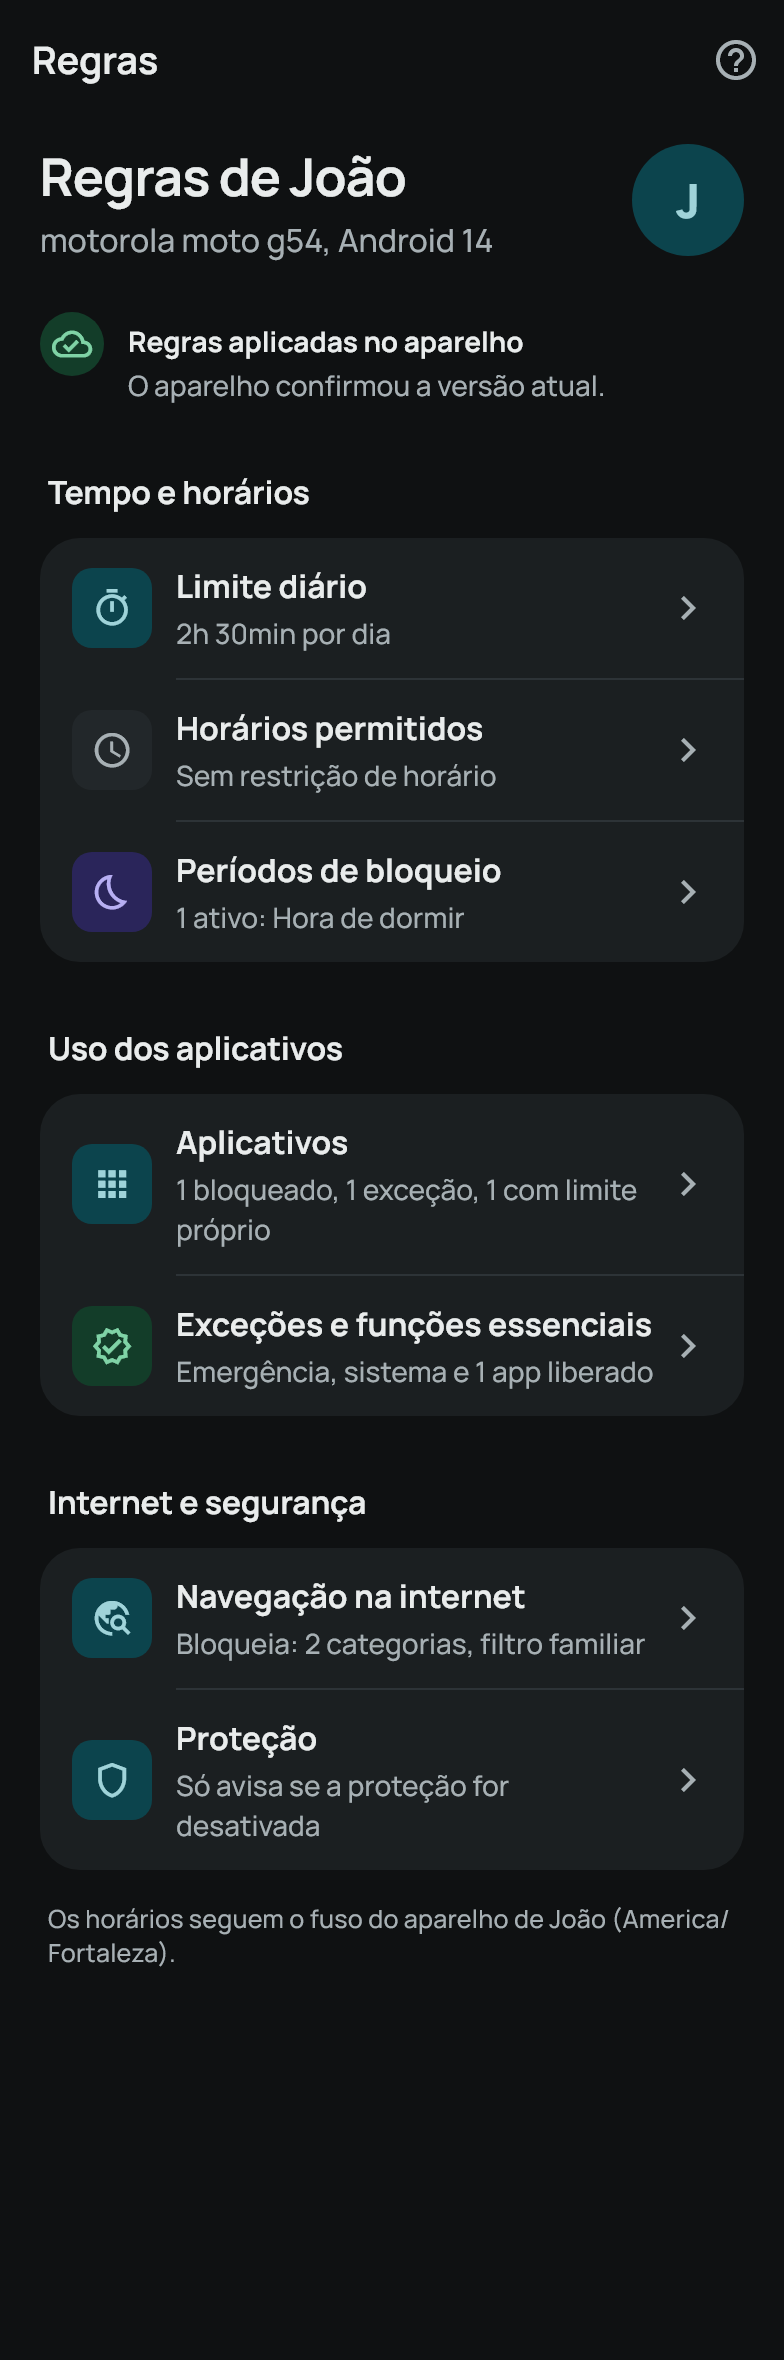 Regras
Regras de João
J
motorola moto g54, Android 14
Regras aplicadas no aparelho
O aparelho confirmou a versão atual.
Tempo e horários
Limite diário
2h 30min por dia
Horários permitidos
Sem restrição de horário
Períodos de bloqueio
1 ativo: Hora de dormir
Uso dos aplicativos
Aplicativos
1 bloqueado, 1 exceção, 1 com limite
próprio
Exceções e funções essenciais
Emergência, sistema e 1 app liberado
Internet e segurança
Navegação na internet
Bloqueia: 2 categorias, filtro familiar
Proteção
Só avisa se a proteção for
desativada
Os horários seguem o fuso do aparelho de João (America/
Fortaleza).